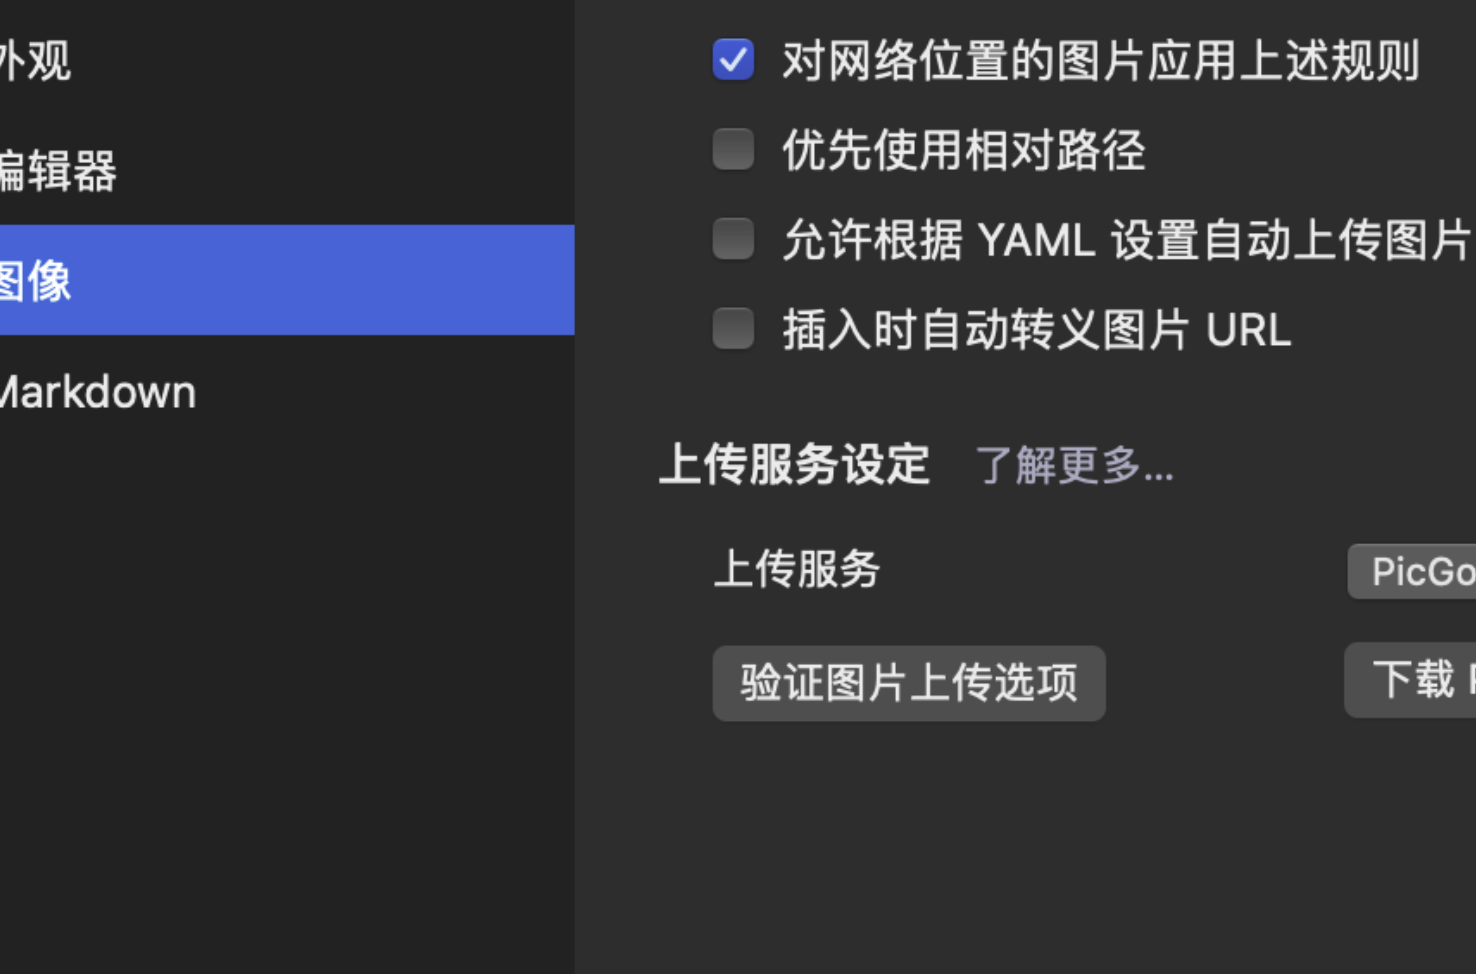 外观
编辑器
图像
Markdown
对网络位置的图片应用上述规则
优先使用相对路径
允许根据 YAML 设置自动上传图片
插入时自动转义图片 URL
上传服务设定 了解更多...
上传服务 PicGo
验证图片上传选项 下载